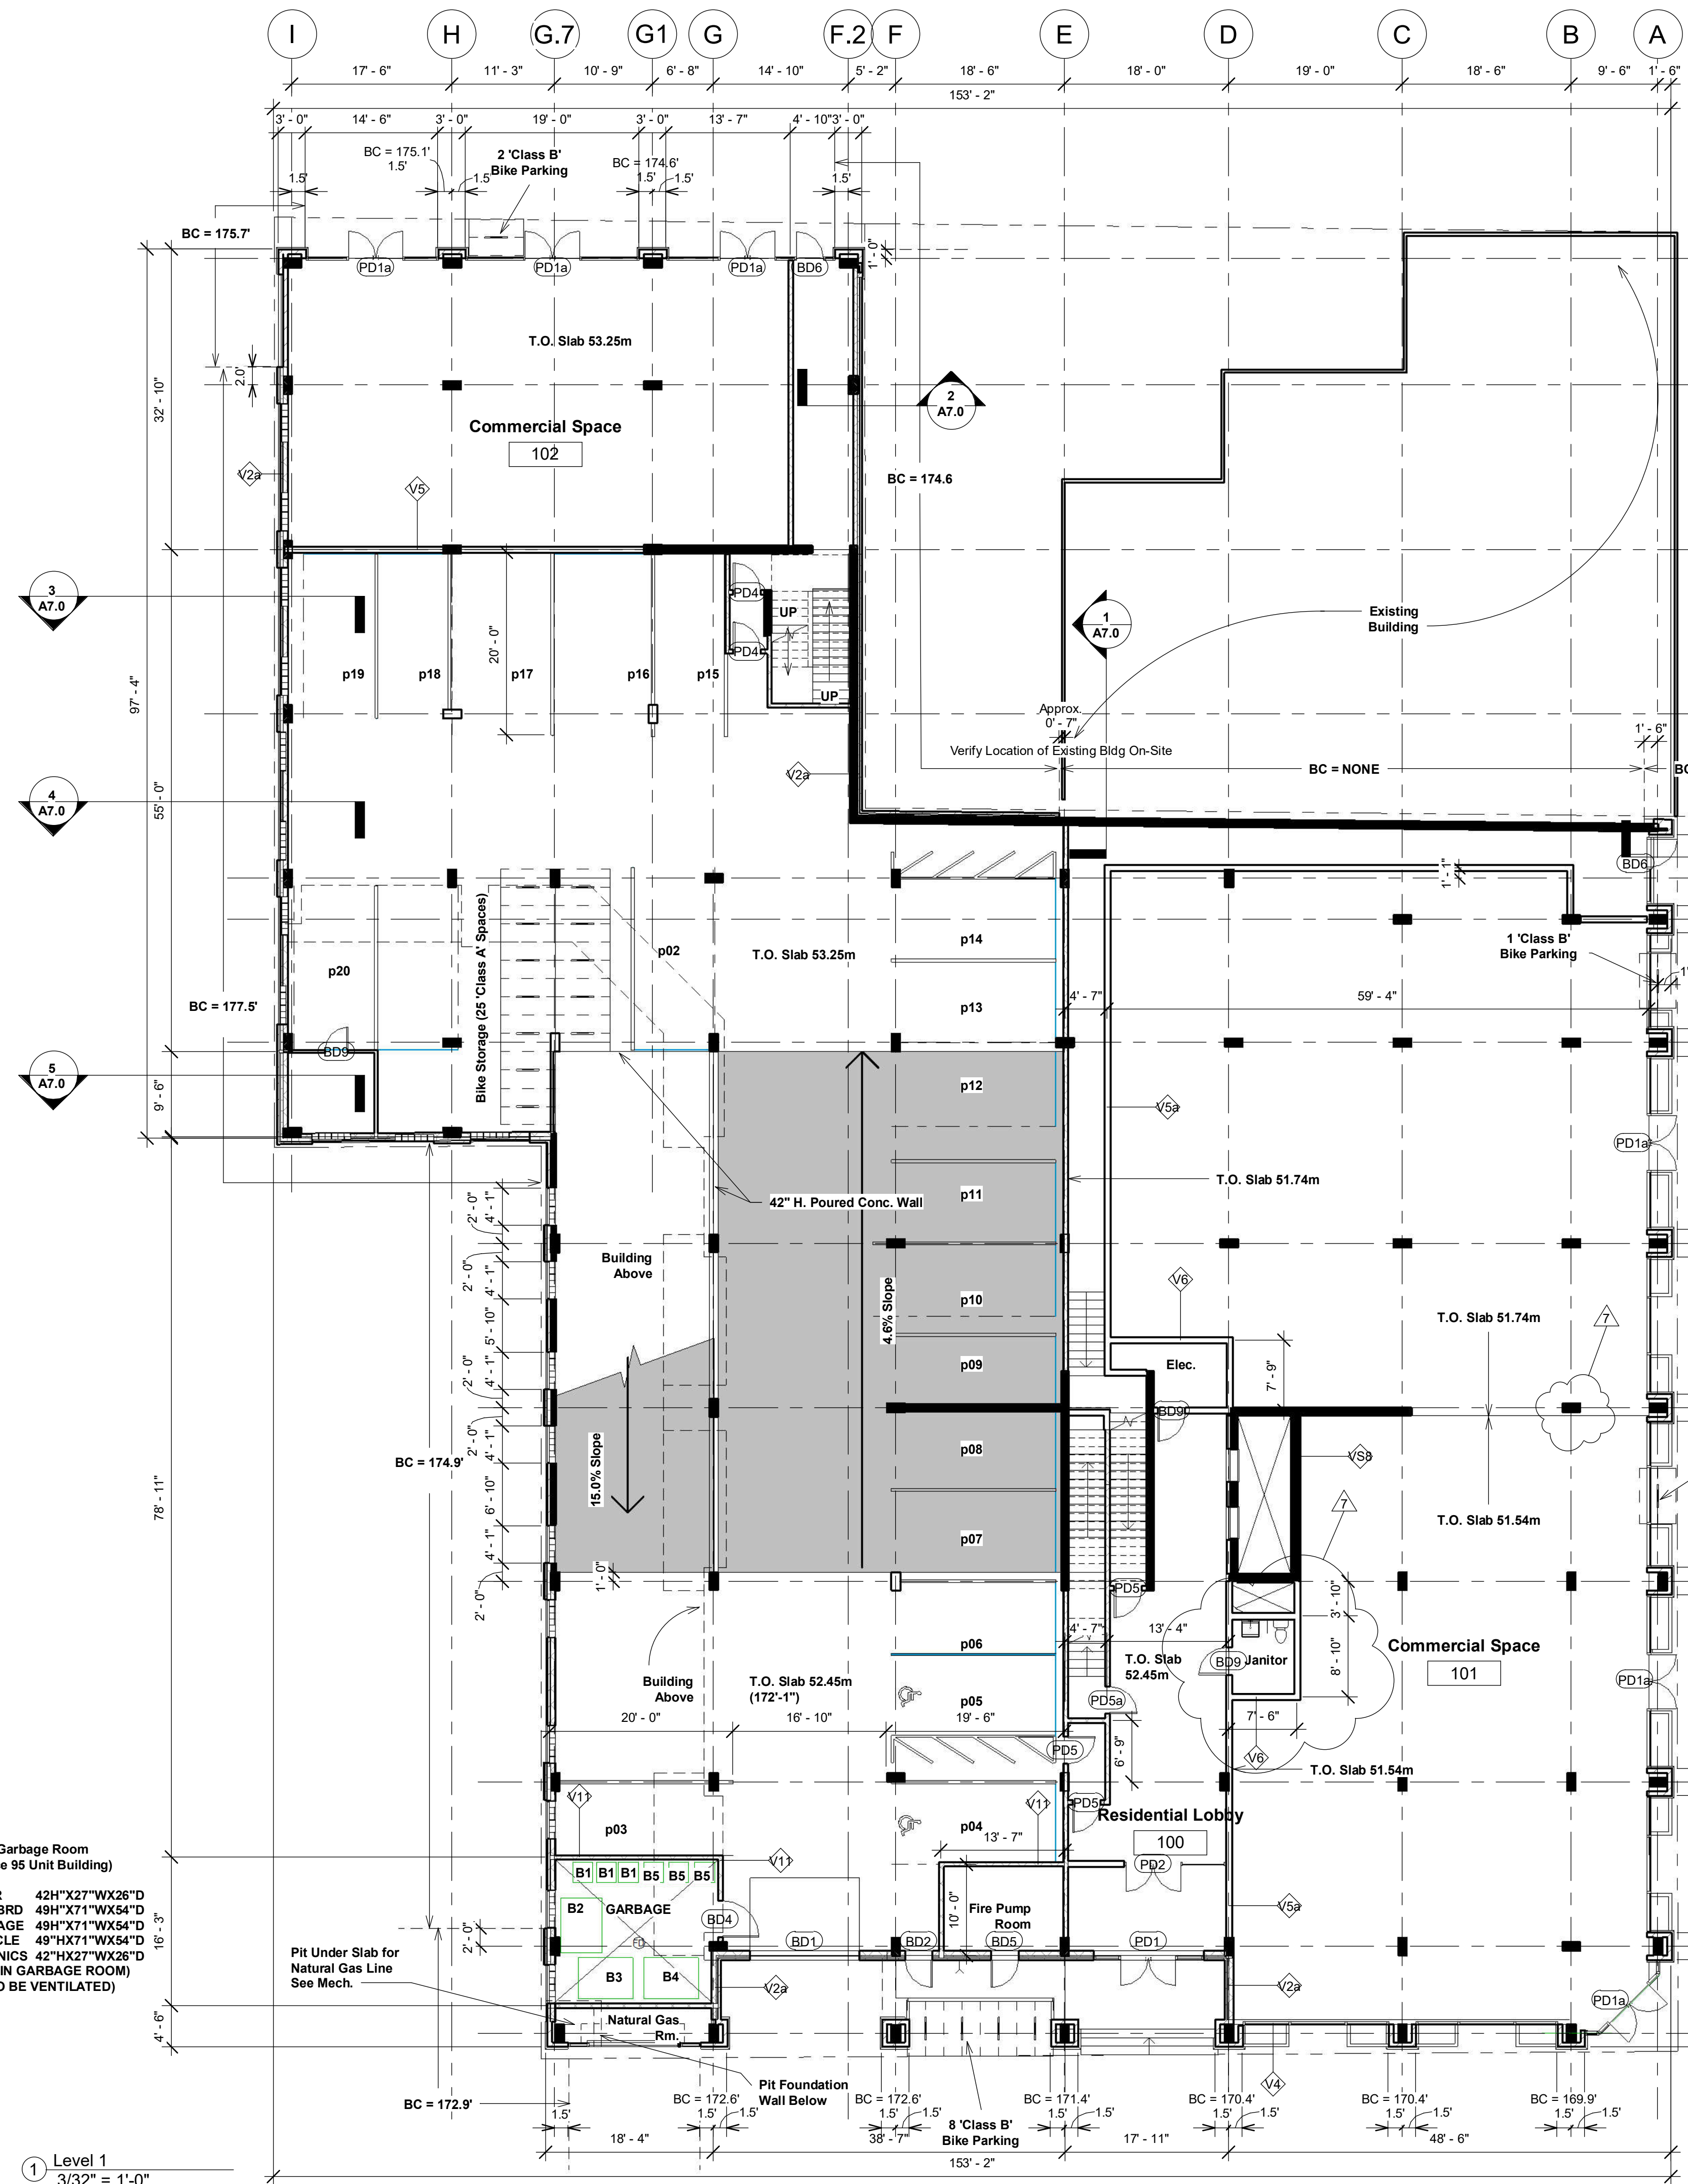 I H G.7 G1 G F.2 F E D C B A
17' - 6" 11' - 3" 10' - 9" 6' - 8" 14' - 10" 5' - 2" 18' - 6" 18' - 0" 19' - 0" 18' - 6" 9' - 6" 1' - 6"
153' - 2"
3' - 0" 14' - 6" 3' - 0" 19' - 0" 3' - 0" 13' - 7" 4' - 10" 3' - 0"
BC = 175.1'
1.5'
2 'Class B'
Bike Parking
BC = 174.6'
1.5' 1.5' 1.5' 1.5' 1.5'
BC = 175.7'
1' - 0"
PD1a PD1a PD1a BD6
T.O. Slab 53.25m
2.0'
32' - 10"
2
A7.0
Commercial Space
102
V2a
V5
BC = 174.6
3
A7.0
PD4
UP
1
A7.0
Existing
Building
20' - 0"
PD4
p19 p18 p17 p16 p15
UP
97' - 4"
Approx.
0' - 7"
Verify Location of Existing Bldg On-Site
1' - 6"
BC = NONE
BC
V2a
4
A7.0
55' - 0"
BD6
1' - 1"
Bike Storage (25 'Class A' Spaces)
p14
1 'Class B'
Bike Parking
p02
T.O. Slab 53.25m
p20
4' - 7" 59' - 4" 1'
BC = 177.5'
p13
BD9
5
A7.0
9' - 6"
p12
V5a
PD1a
T.O. Slab 51.74m
p11
42" H. Poured Conc. Wall
2' - 0" 4' - 1"
Building
Above
2' - 0" 4' - 1"
V6
p10
4.6% Slope
T.O. Slab 51.74m
7
5' - 10"
p09
Elec.
7' - 9"
2' - 0" 4' - 1"
BD9
2' - 0" 4' - 1"
p08
VS8
BC = 174.9'
15.0% Slope
6' - 10"
78' - 11"
7
T.O. Slab 51.54m
p07
4' - 1"
1' - 0"
2' - 0"
PD5
3' - 10"
p06
4' - 7" 13' - 4"
T.O. Slab
52.45m
BD9 Janitor
8' - 10"
Commercial Space
101
PD1a
Building
Above
T.O. Slab 52.45m
(172'-1")
p05
PD5a
20' - 0" 16' - 10" 19' - 6"
7' - 6"
PD5
6' - 9"
V6
T.O. Slab 51.54m
V11
V11
PD5
Residential Lobby
100
p03
p04
13' - 7"
Garbage Room
e 95 Unit Building)
V11
PD2
B1 B1 B1 B5 B5 B5
R 42H"X27"WX26"D
BRD 49H"X71"WX54"D
AGE 49H"X71"WX54"D
CLE 49"HX71"WX54"D
NICS 42"HX27"WX26"D
IN GARBAGE ROOM)
O BE VENTILATED)
16' - 3"
B2 GARBAGE
FD
2' - 0"
BD4
10' - 0"
Fire Pump
Room
V5a
BD1 BD2 BD5 PD1
Pit Under Slab for
Natural Gas Line
See Mech.
B3 B4
V2a
V2a
PD1a
4' - 6"
Natural Gas
Rm.
V4
Pit Foundation
Wall Below
BC = 172.9'
BC = 172.6' BC = 172.6' BC = 171.4' BC = 170.4' BC = 170.4' BC = 169.9'
1.5' 1.5' 1.5' 1.5' 1.5' 1.5' 1.5' 1.5' 1.5' 1.5' 1.5' 1.5' 1.5'
8 'Class B'
Bike Parking
18' - 4" 38' - 7" 17' - 11" 48' - 6"
153' - 2"
1 Level 1
3/32" = 1'-0"